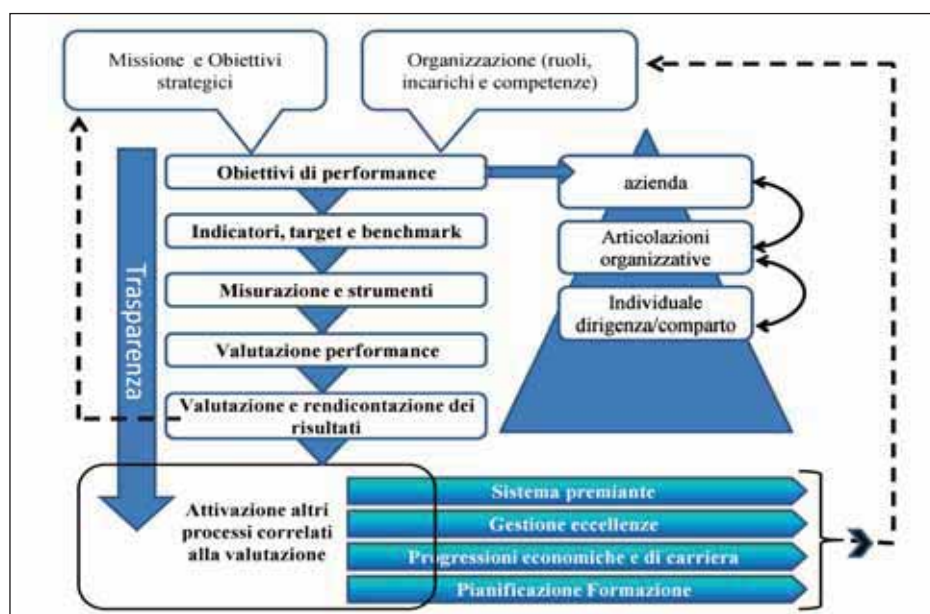 Missione e Obiettivi
strategici
Organizzazione (ruoli,
incarichi e competenze)
Trasparenza
Obiettivi di performance
Indicatori, target e benchmark
Misurazione e strumenti
Valutazione performance
Valutazione e rendicontazione dei
risultati
azienda
Articolazioni
organizzative
Individuale
dirigenza/comparto
Attivazione altri
processi correlati
alla valutazione
Sistema premiante
Gestione eccellenze
Progressioni economiche e di carriera
Pianificazione Formazione